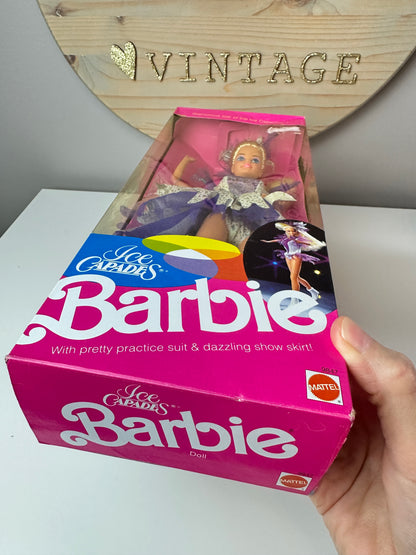 VINTAGE
Ice
CAPADES®
Barbie®
With pretty practice suit & dazzling show skirt!
MATTEL
Ice
CAPADES®
Barbie®
Doll
MATTEL